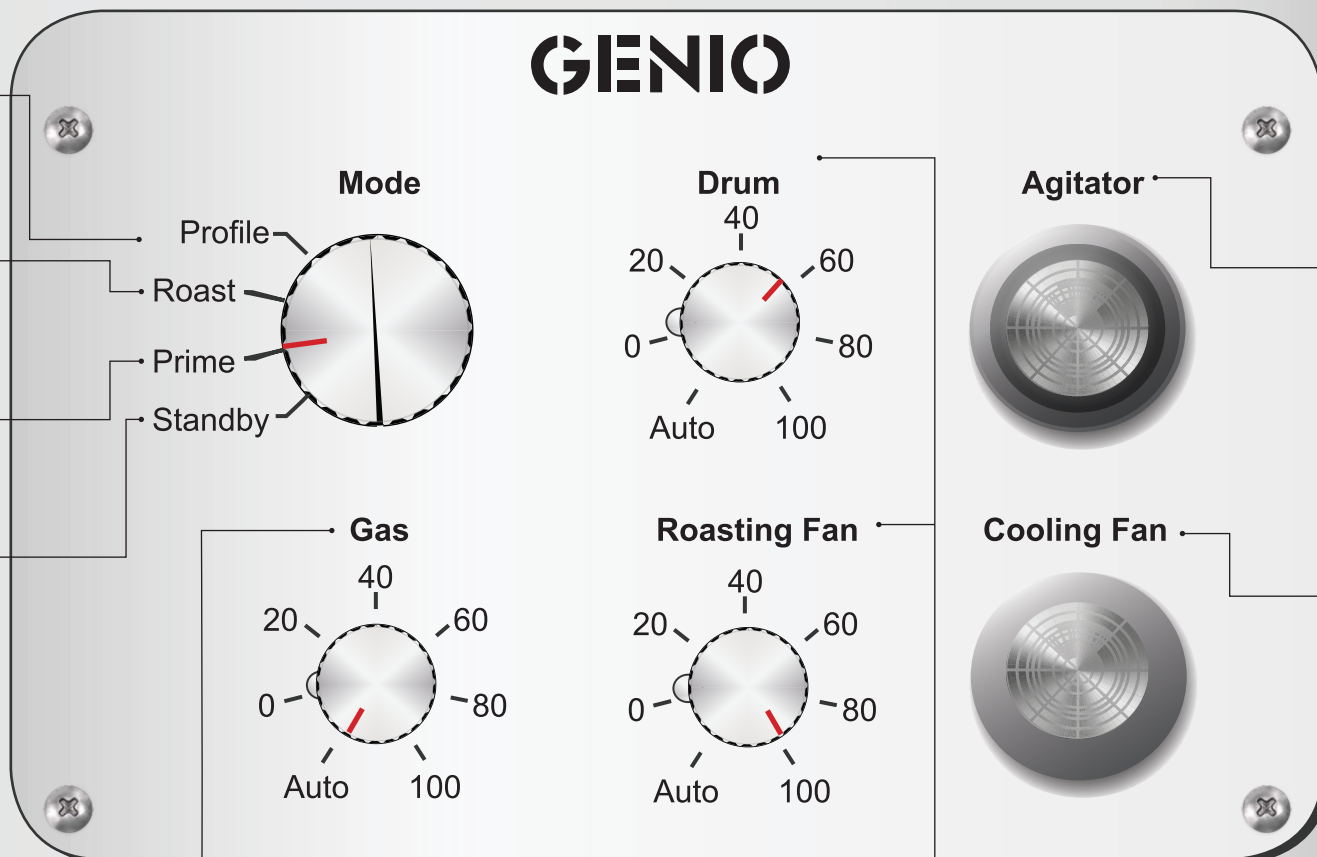 GENIO
Mode
Profile
Roast
Prime
Standby
Drum
0
20
40
60
80
100
Auto
Agitator
Gas
0
20
40
60
80
100
Auto
Roasting Fan
0
20
40
60
80
100
Auto
Cooling Fan